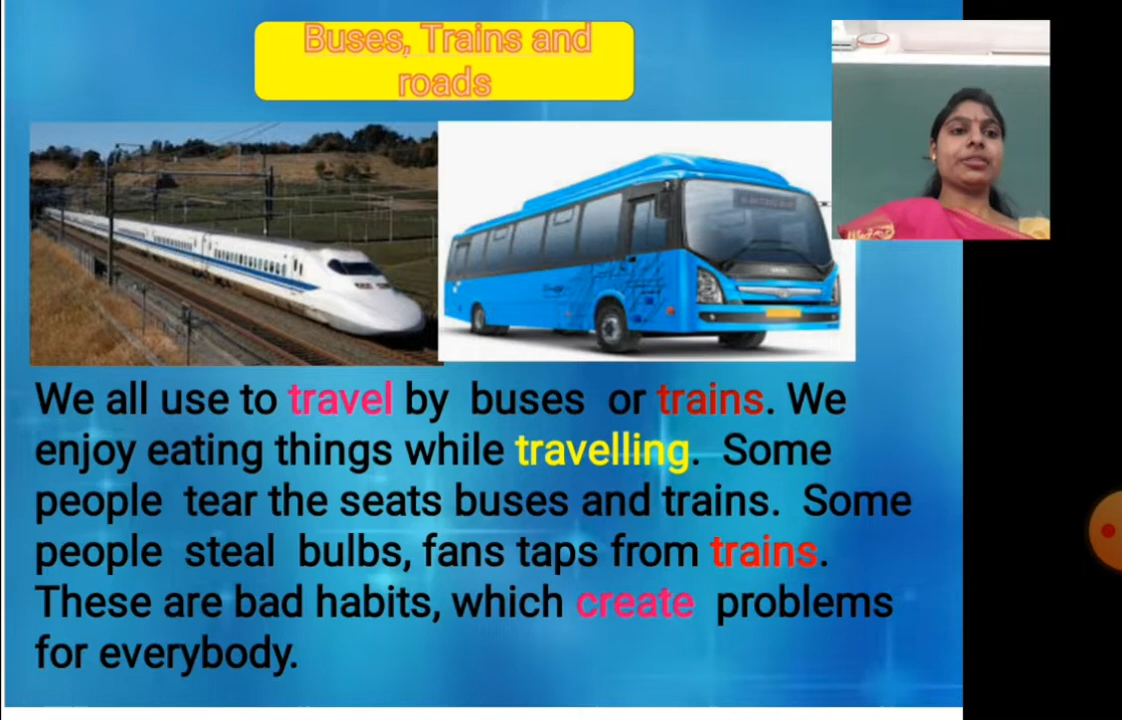 Buses, Trains and
roads
We all use to travel by buses or trains. We
enjoy eating things while travelling. Some
people tear the seats buses and trains. Some
people steal bulbs, fans taps from trains.
These are bad habits, which create problems
for everybody.